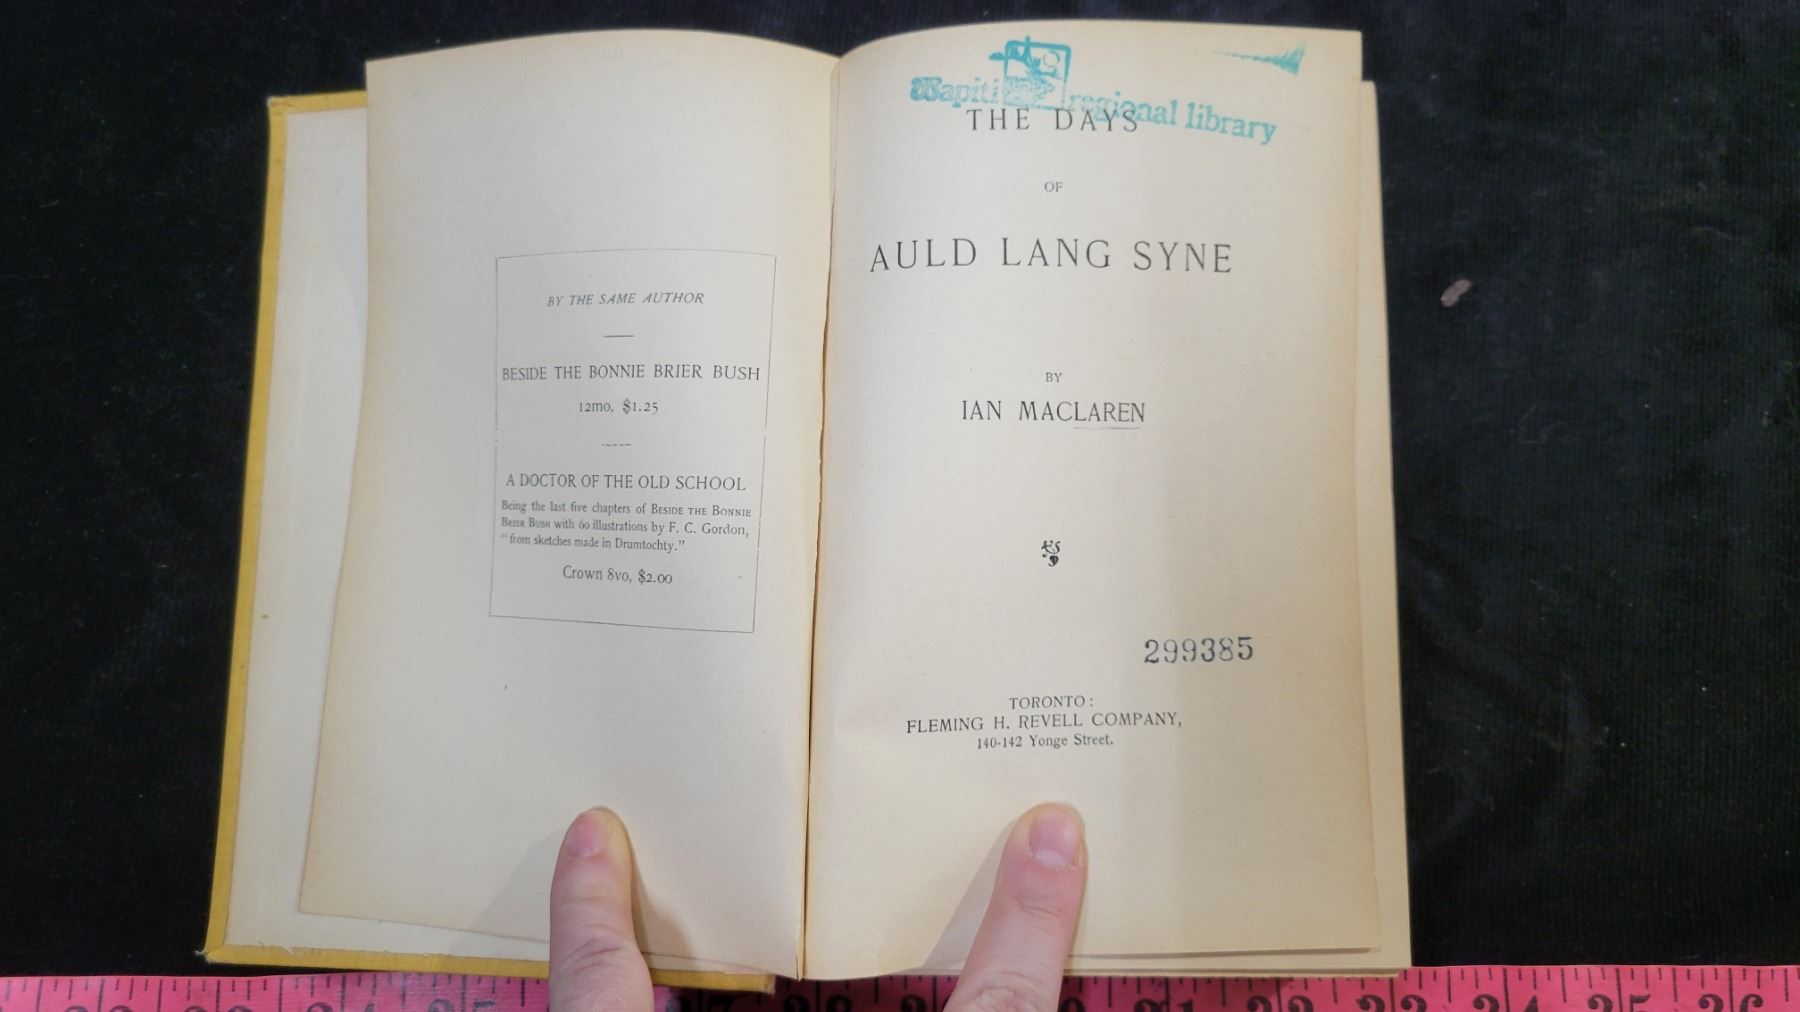 BY THE SAME AUTHOR
BESIDE THE BONNIE BRIER BUSH
12mo, $1.25
A DOCTOR OF THE OLD SCHOOL
Being the last five chapters of BESIDE THE BONNIE
BRIER BUSH with 60 illustrations by F. C. Gordon,
"from sketches made in Drumtochty."
Crown 8vo, $2.00
Wapiti regional library
THE DAYS
OF
AULD LANG SYNE
BY
IAN MACLAREN
299385
TORONTO:
FLEMING H. REVELL COMPANY,
140-142 Yonge Street.